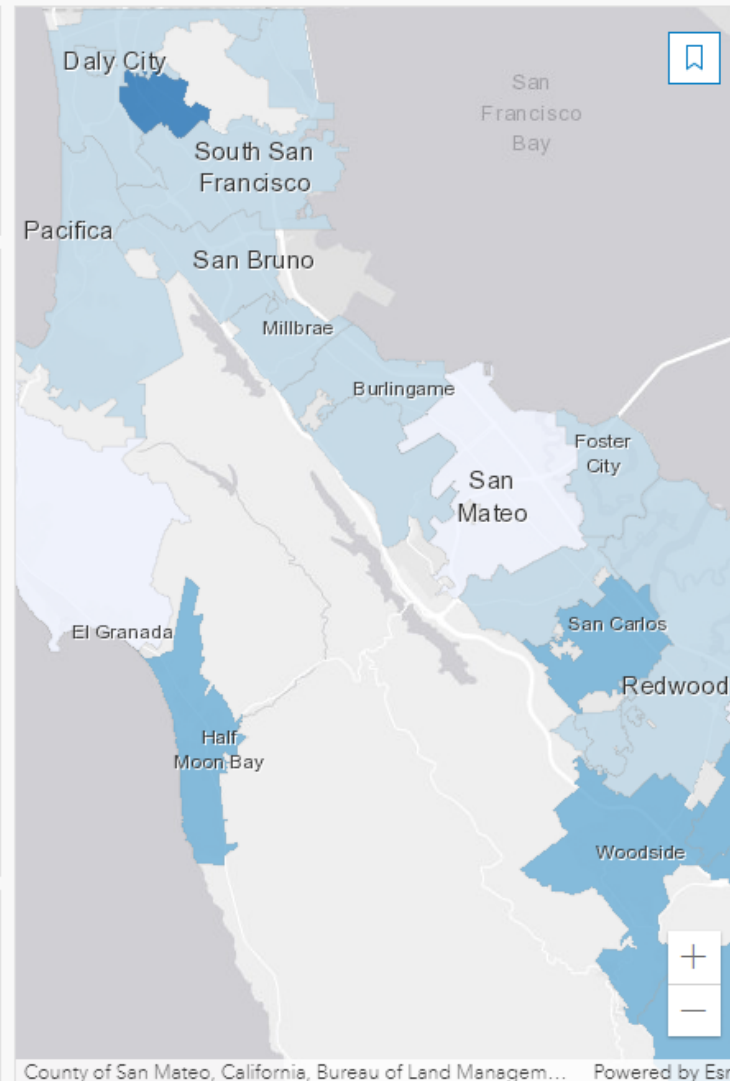 Daly City
San
Francisco
Bay
South San
Francisco
Pacifica
San Bruno
Millbrae
Burlingame
Foster
City
San
Mateo
El Granada
San Carlos
Redwood
Half
Moon Bay
Woodside
+
−
County of San Mateo, California, Bureau of Land Managem...
Powered by Esr